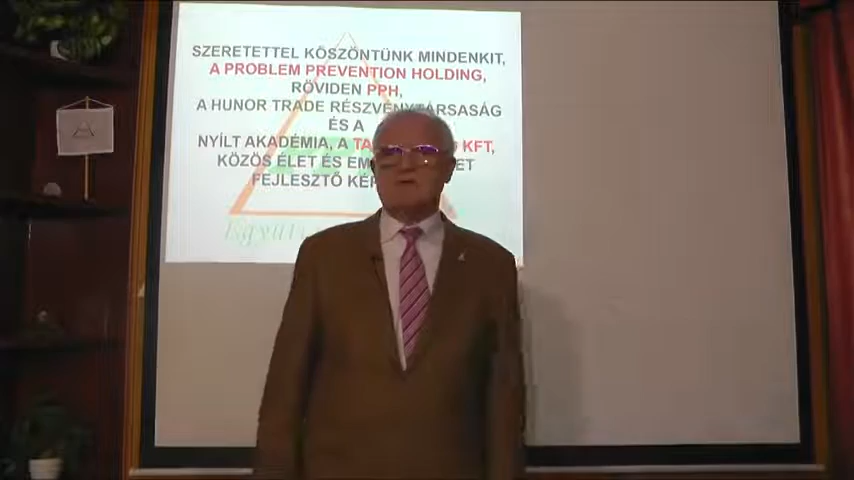 SZERETETTEL KÖSZÖNTÜNK MINDENKIT,
A PROBLEM PREVENTION HOLDING,
RÖVIDEN PPH,
A HUNOR TRADE RÉSZVÉNYTÁRSASÁG
ÉS A
NYÍLT AKADÉMIA, A KFT,
KÖZÖS ÉLET ÉS
FEJLESZTŐ